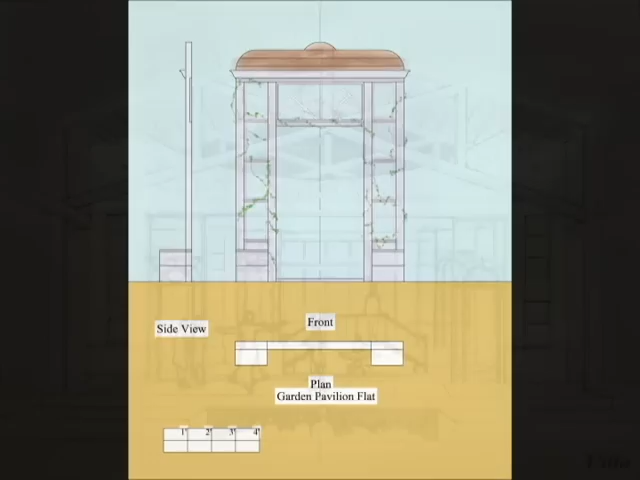 Front
Side View
Plan
Garden Pavilion Flat
1' 2' 3' 4'